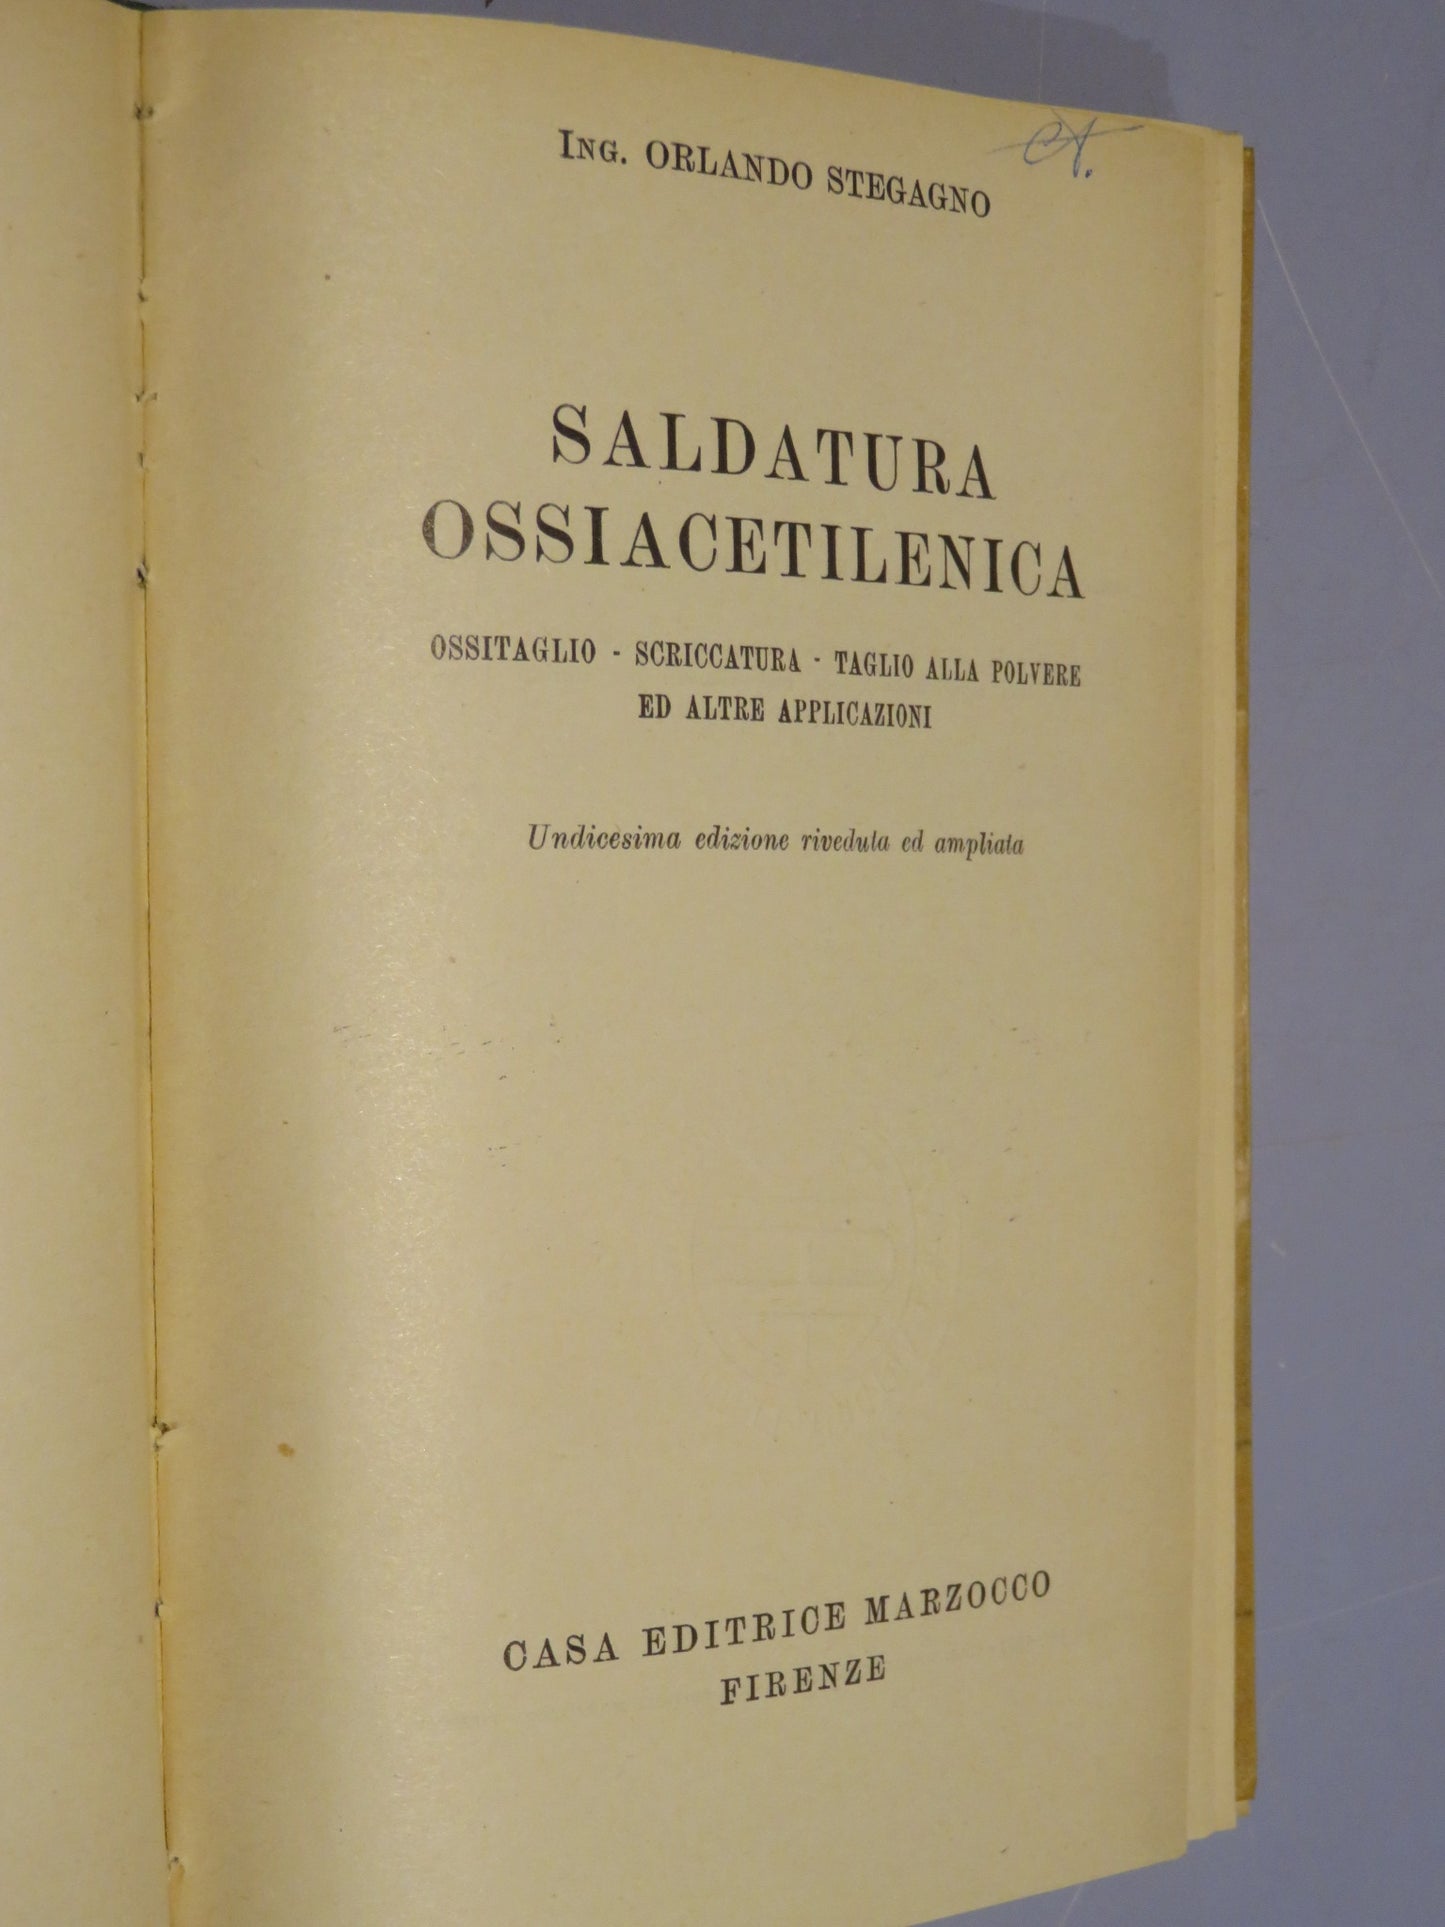 ING. ORLANDO STEGAGNO
SALDATURA
OSSIACETILENICA
OSSITAGLIO - SCRICCATURA - TAGLIO ALLA POLVERE
ED ALTRE APPLICAZIONI
Undicesima edizione riveduta ed ampliata
CASA EDITRICE MARZOCCO
FIRENZE